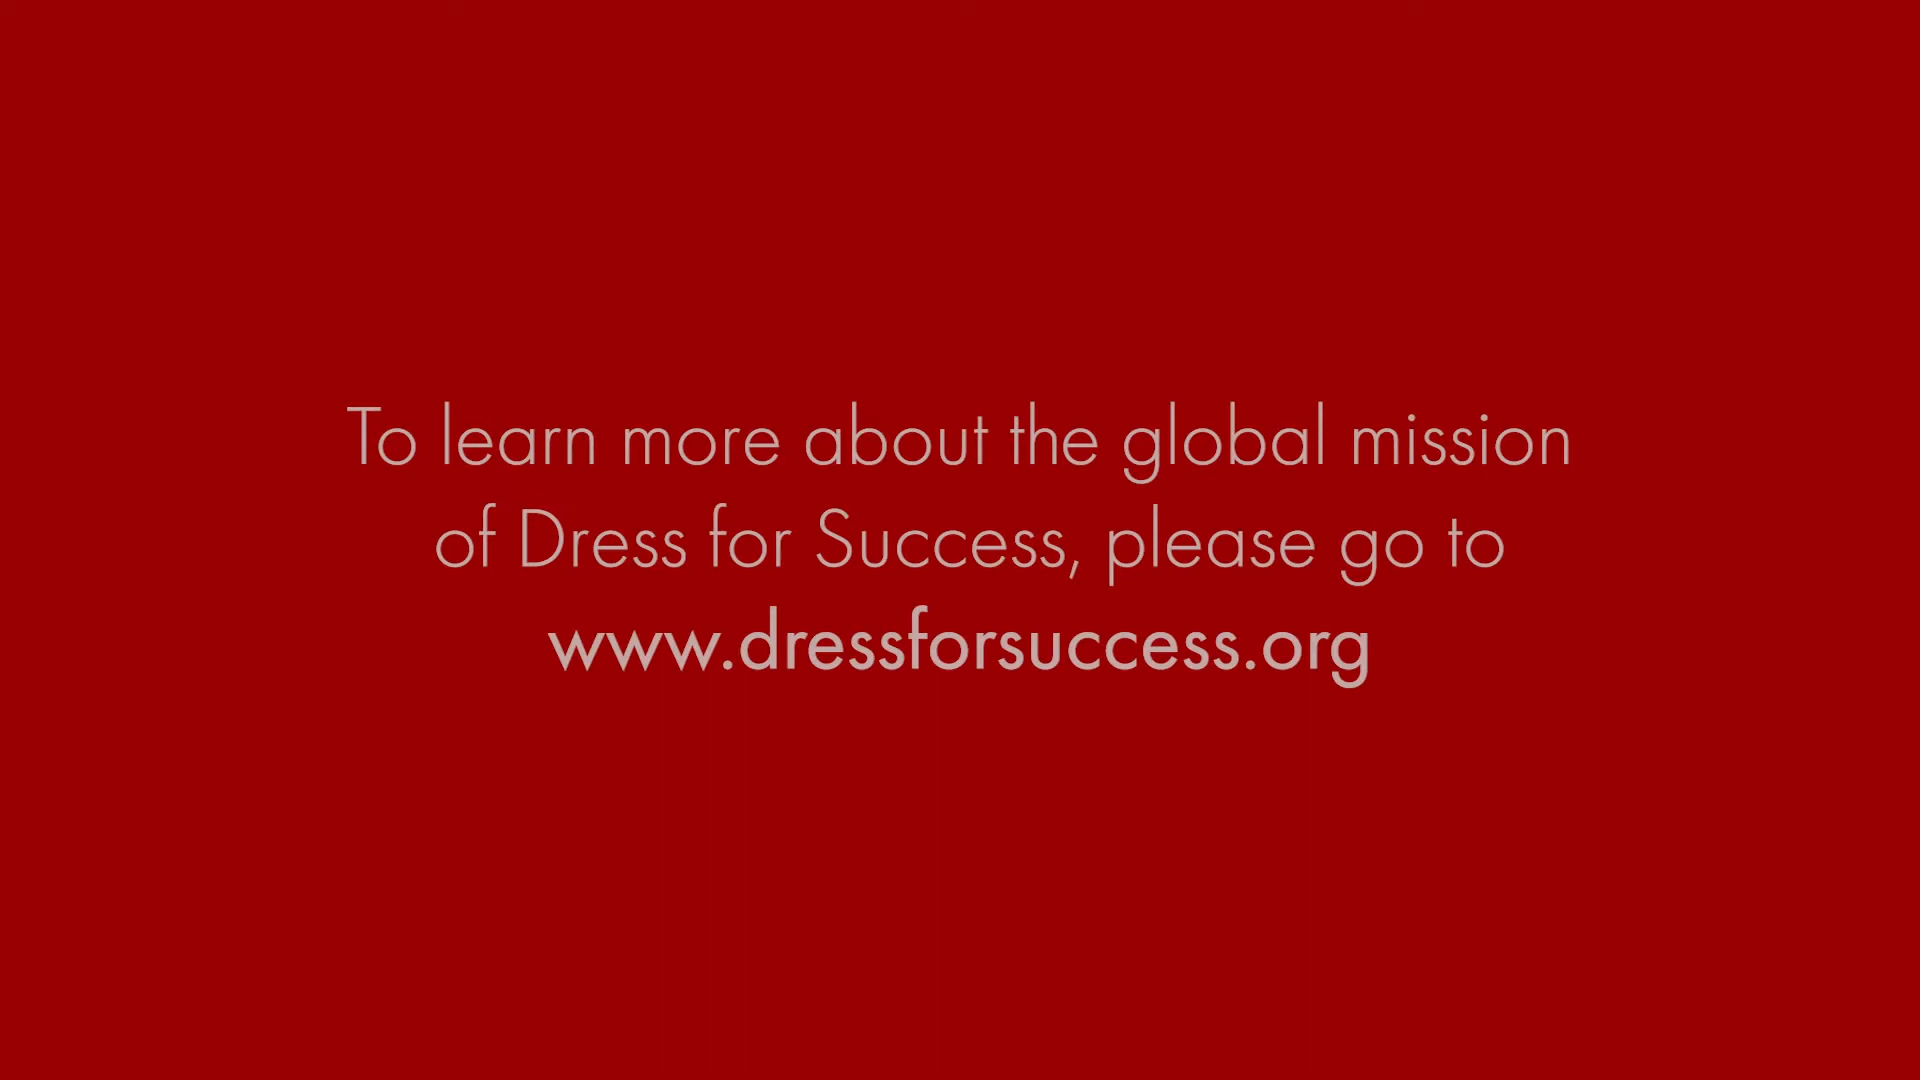 To learn more about the global mission
of Dress for Success, please go to
www.dressforsuccess.org